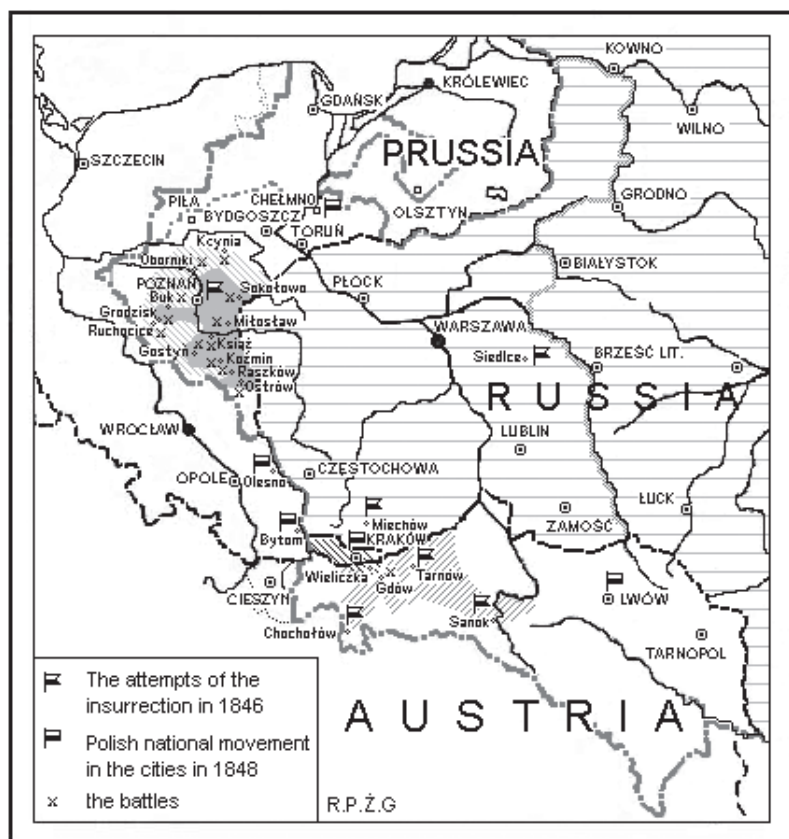 KOWNO
KRÓLEWIEC
GDAŃSK
WILNO
SZCZECIN
PRUSSIA
PIŁA
CHEŁMNO
OLSZTYN
GRODNO
BYDGOSZCZ
TORUŃ
Kcynia
Oborniki
BIAŁYSTOK
POZNAŃ
Sokołowo
PŁOCK
Buk
Grodzisk
Miłosław
WARSZAWA
Ruchocice
Książ
Gostyń
Koźmin
Siedlce
BRZEŚĆ LIT.
Raszków
Ostrów
RUSSIA
WROCŁAW
LUBLIN
OPOLE
Olesno
CZĘSTOCHOWA
ŁUCK
Miechów
ZAMOŚĆ
Bytom
KRAKÓW
Wieliczka
Tarnów
CIESZYN
Gdów
LWÓW
Chochołów
Sanok
TARNOPOL
AUSTRIA
The attempts of the
insurrection in 1846
Polish national movement
in the cities in 1848
the battles
R.P.Ż.G